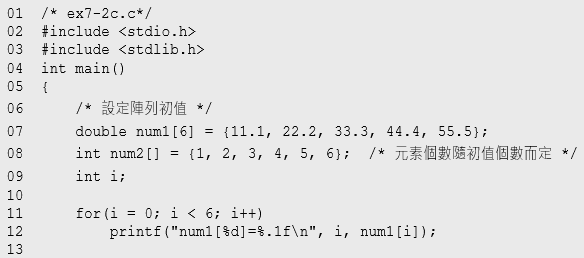 01 /* ex7-2c.c*/
02 #include <stdio.h>
03 #include <stdlib.h>
04 int main()
05 {
06     /* 設定陣列初值 */
07     double num1[6] = {11.1, 22.2, 33.3, 44.4, 55.5};
08     int num2[] = {1, 2, 3, 4, 5, 6};  /* 元素個數隨初值個數而定 */
09     int i;
10
11     for(i = 0; i < 6; i++)
12         printf("num1[%d]=%.1f\n", i, num1[i]);
13